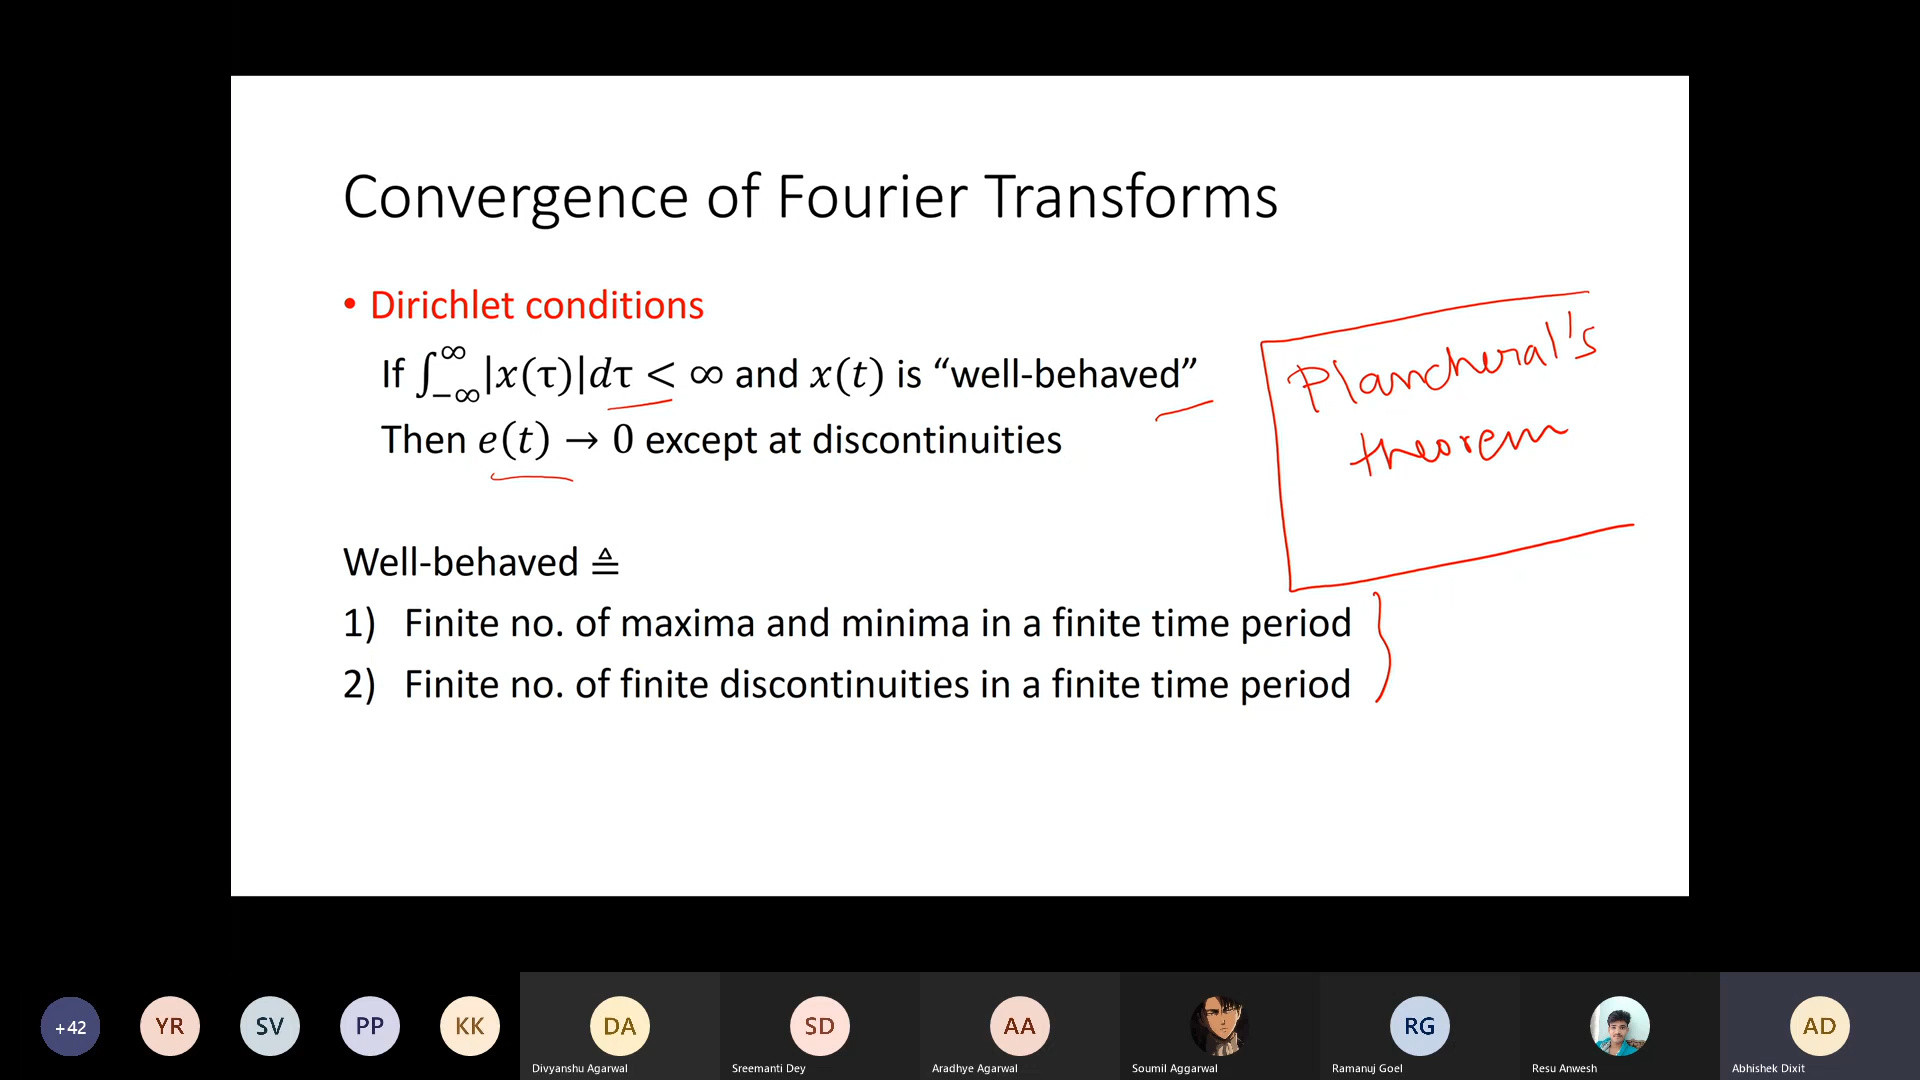 Convergence of Fourier Transforms
• Dirichlet conditions
If ∫_{-∞}^{∞} |x(τ)|dτ < ∞ and x(t) is “well-behaved”
Then e(t) → 0 except at discontinuities
Plancheral's
theorem
Well-behaved ≜
1) Finite no. of maxima and minima in a finite time period
2) Finite no. of finite discontinuities in a finite time period
+42 YR SV PP KK DA SD AA RG AD
Divyanshu Agarwal Sreemanti Dey Aradhye Agarwal Soumil Aggarwal Ramanuj Goel Resu Anwesh Abhishek Dixit